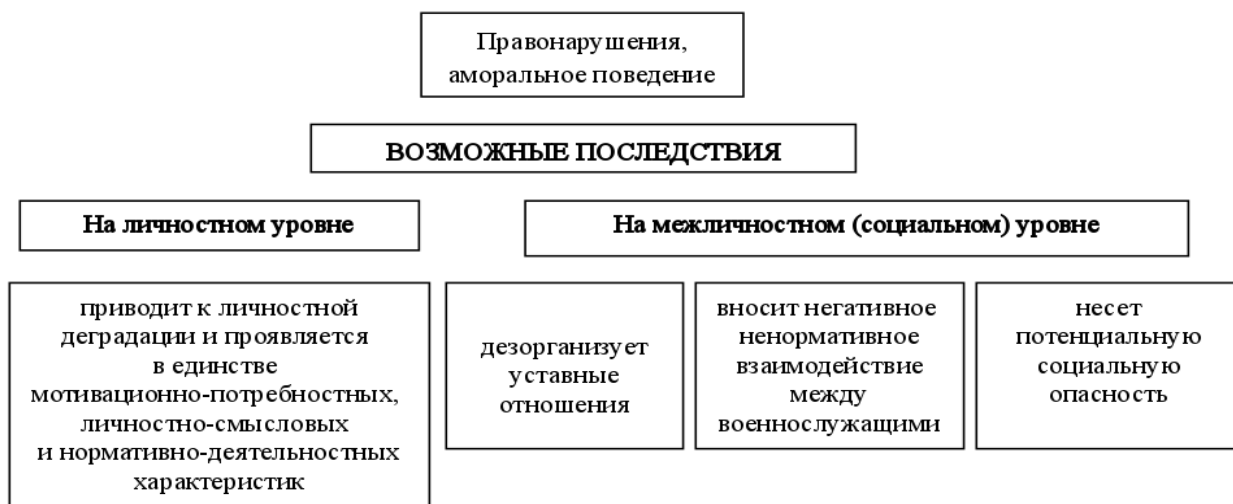 Правонарушения,
аморальное поведение
ВОЗМОЖНЫЕ ПОСЛЕДСТВИЯ
На личностном уровне
На межличностном (социальном) уровне
приводит к личностной
деградации и проявляется
в единстве
мотивационно-потребностных,
личностно-смысловых
и нормативно-деятельностных
характеристик
дезорганизует
уставные
отношения
вносит негативное
ненормативное
взаимодействие
между
военнослужащими
несет
потенциальную
социальную
опасность